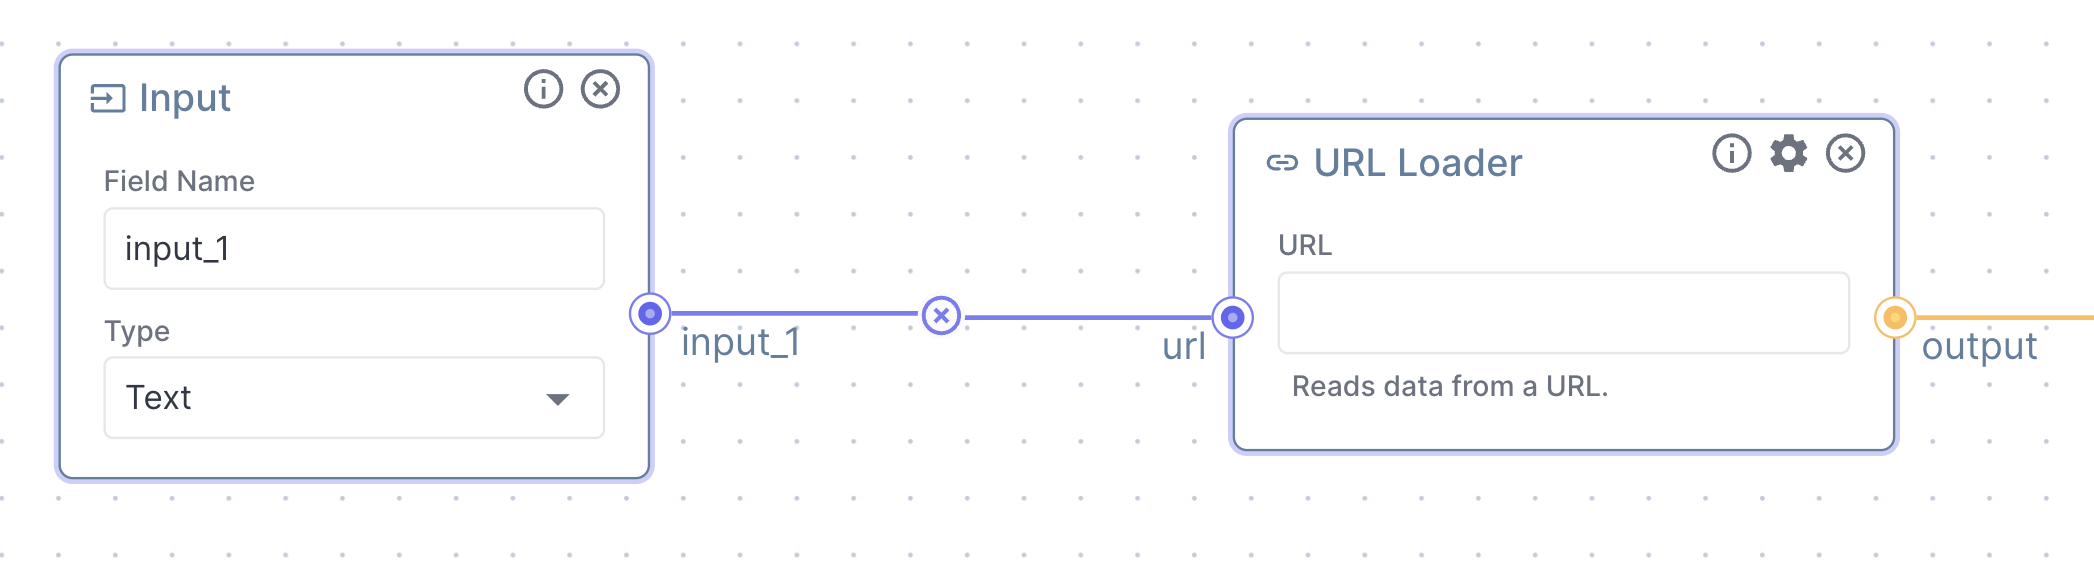 Input
Field Name
input_1
Type
Text
input_1
url
URL Loader
URL
Reads data from a URL.
output